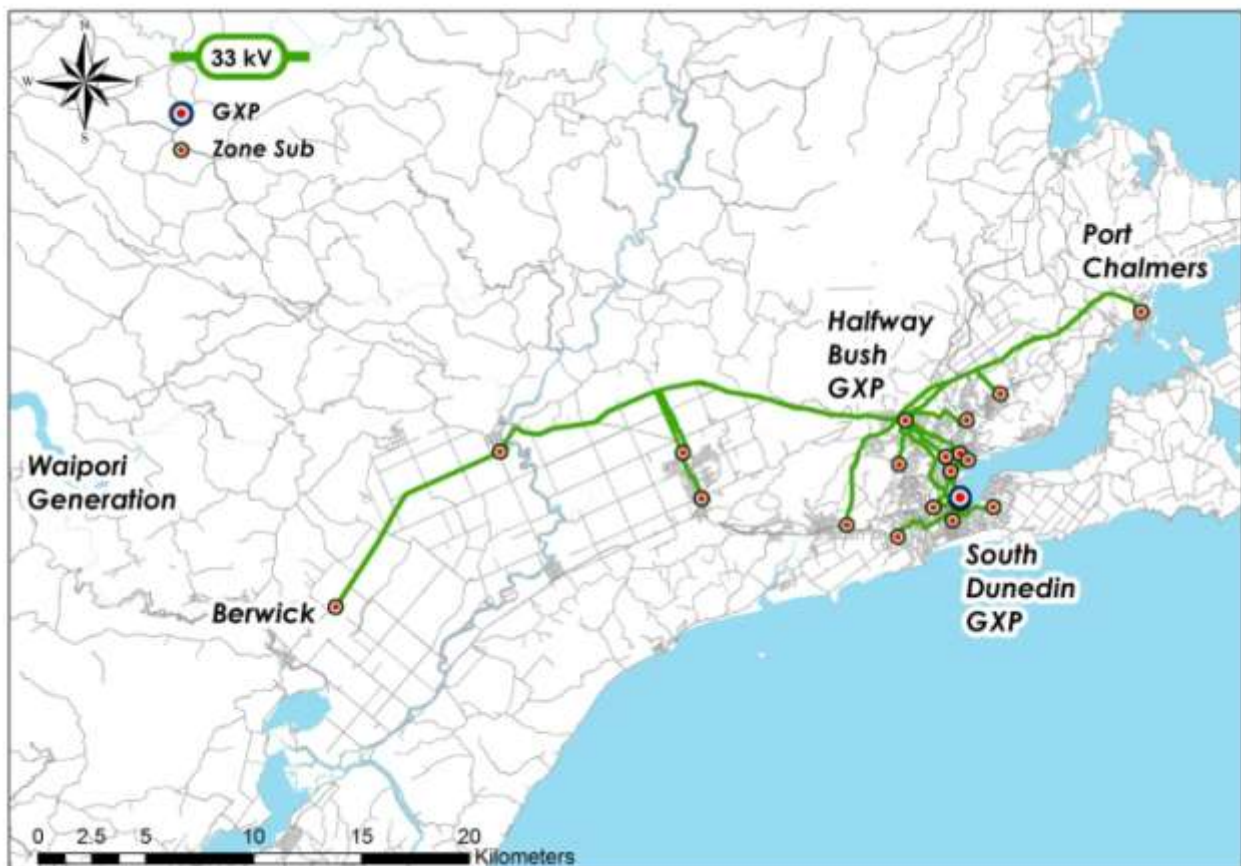 N
W
E
S
33 kV
GXP
Zone Sub
Port
Chalmers
Halfway
Bush
GXP
Waipori
Generation
Berwick
South
Dunedin
GXP
0 2.5 5 10 15 20
Kilometers